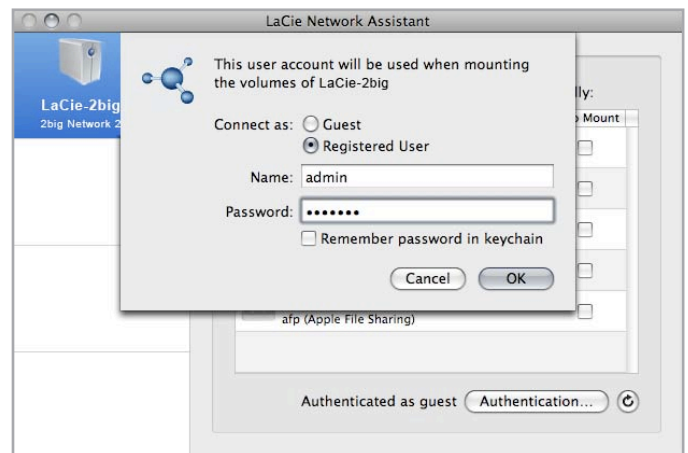 LaCie Network Assistant
This user account will be used when mounting
the volumes of LaCie-2big
Connect as: Guest
Registered User
Name: admin
Password: •••••••
Remember password in keychain
Cancel OK
LaCie-2big
2big Network 2
lly:
Mount
afp (Apple File Sharing)
Authenticated as guest Authentication...